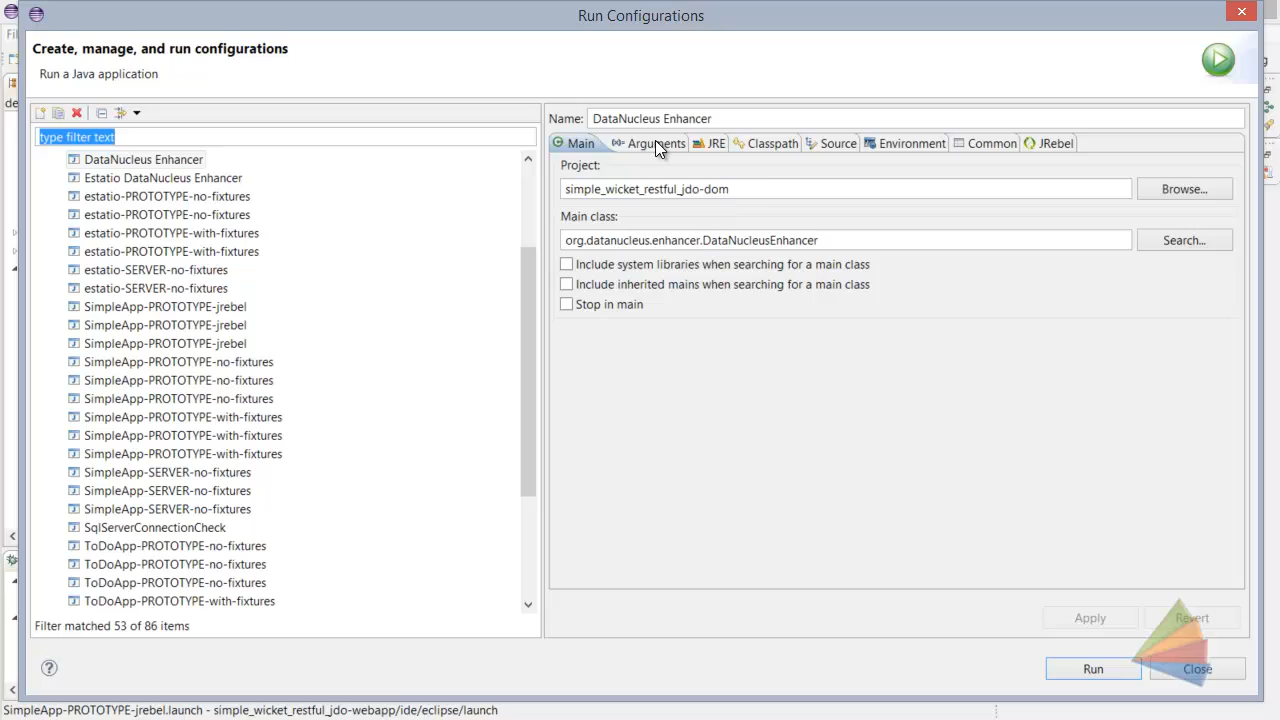 Run Configurations
Create, manage, and run configurations
Run a Java application
type filter text
DataNucleus Enhancer
Estatio DataNucleus Enhancer
estatio-PROTOTYPE-no-fixtures
estatio-PROTOTYPE-no-fixtures
estatio-PROTOTYPE-with-fixtures
estatio-PROTOTYPE-with-fixtures
estatio-SERVER-no-fixtures
estatio-SERVER-no-fixtures
SimpleApp-PROTOTYPE-jrebel
SimpleApp-PROTOTYPE-jrebel
SimpleApp-PROTOTYPE-jrebel
SimpleApp-PROTOTYPE-no-fixtures
SimpleApp-PROTOTYPE-no-fixtures
SimpleApp-PROTOTYPE-no-fixtures
SimpleApp-PROTOTYPE-with-fixtures
SimpleApp-PROTOTYPE-with-fixtures
SimpleApp-PROTOTYPE-with-fixtures
SimpleApp-SERVER-no-fixtures
SimpleApp-SERVER-no-fixtures
SimpleApp-SERVER-no-fixtures
SqlServerConnectionCheck
ToDoApp-PROTOTYPE-no-fixtures
ToDoApp-PROTOTYPE-no-fixtures
ToDoApp-PROTOTYPE-no-fixtures
ToDoApp-PROTOTYPE-with-fixtures
Filter matched 53 of 86 items
Name: DataNucleus Enhancer
Main Arguments JRE Classpath Source Environment Common JRebel
Project:
simple_wicket_restful_jdo-dom Browse...
Main class:
org.datanucleus.enhancer.DataNucleusEnhancer Search...
Include system libraries when searching for a main class
Include inherited mains when searching for a main class
Stop in main
Apply Revert
Run Close
SimpleApp-PROTOTYPE-jrebel.launch - simple_wicket_restful_jdo-webapp/ide/eclipse/launch